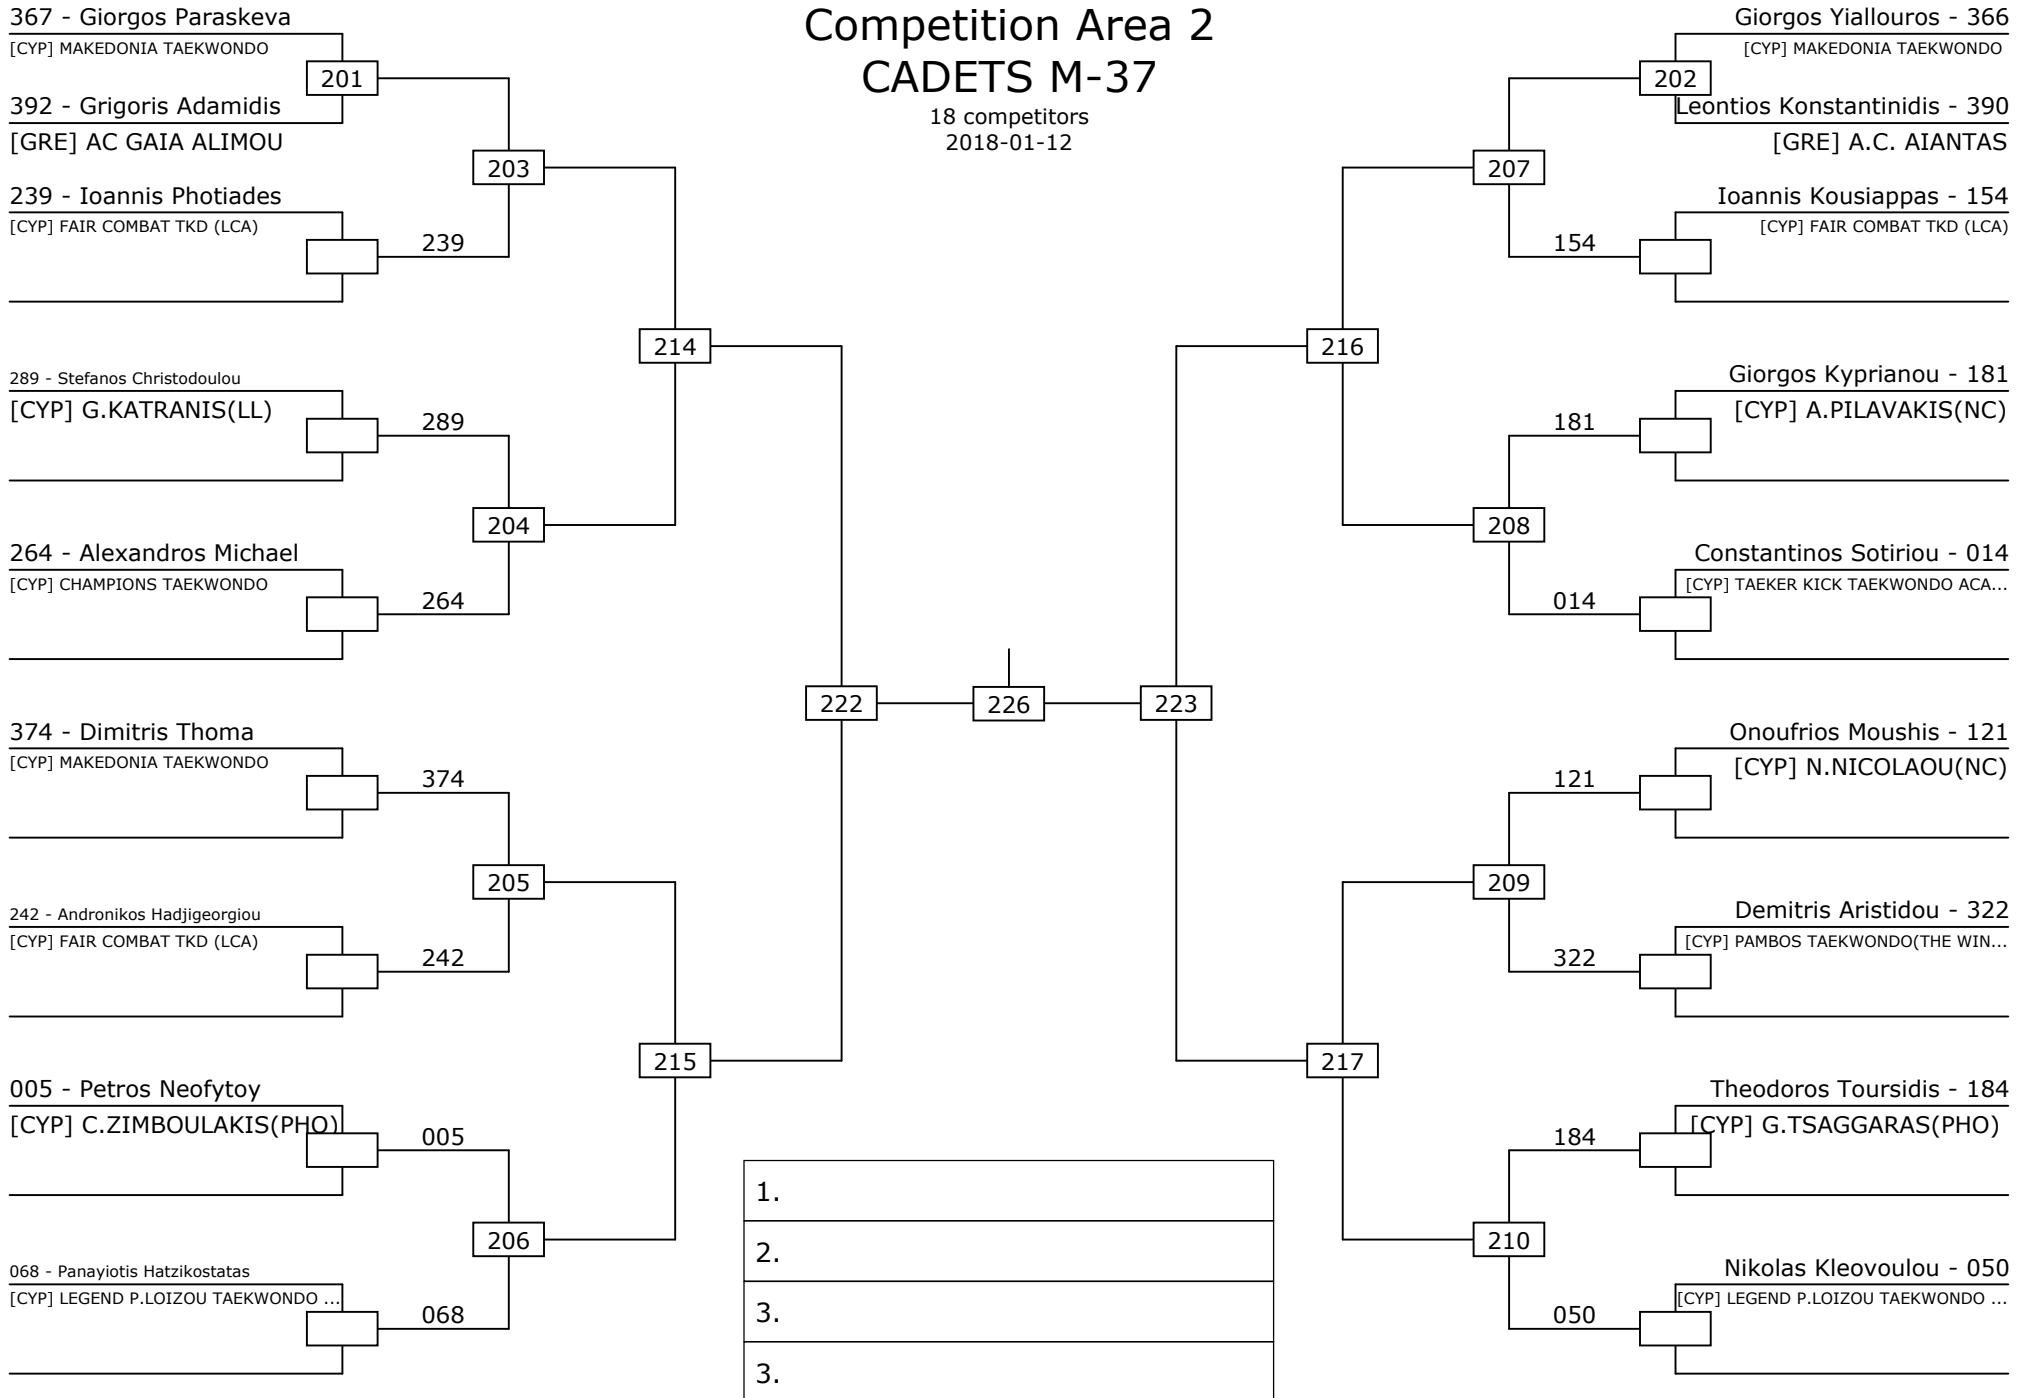 Competition Area 2
CADETS M-37
18 competitors
2018-01-12
367 - Giorgos Paraskeva
[CYP] MAKEDONIA TAEKWONDO
201
392 - Grigoris Adamidis
[GRE] AC GAIA ALIMOU
203
239 - Ioannis Photiades
[CYP] FAIR COMBAT TKD (LCA)
239
214
289 - Stefanos Christodoulou
[CYP] G.KATRANIS(LL)
289
204
264 - Alexandros Michael
[CYP] CHAMPIONS TAEKWONDO
264
222
374 - Dimitris Thoma
[CYP] MAKEDONIA TAEKWONDO
374
205
242 - Andronikos Hadjigeorgiou
[CYP] FAIR COMBAT TKD (LCA)
242
215
005 - Petros Neofytoy
[CYP] C.ZIMBOULAKIS(PHO)
005
206
068 - Panayiotis Hatzikostatas
[CYP] LEGEND P.LOIZOU TAEKWONDO ...
068
226
Giorgos Yiallouros - 366
[CYP] MAKEDONIA TAEKWONDO
202
Leontios Konstantinidis - 390
[GRE] A.C. AIANTAS
207
Ioannis Kousiappas - 154
[CYP] FAIR COMBAT TKD (LCA)
154
216
Giorgos Kyprianou - 181
[CYP] A.PILAVAKIS(NC)
181
208
Constantinos Sotiriou - 014
[CYP] TAEKER KICK TAEKWONDO ACA...
014
223
Onoufrios Moushis - 121
[CYP] N.NICOLAOU(NC)
121
209
Demitris Aristidou - 322
[CYP] PAMBOS TAEKWONDO(THE WIN...
322
217
Theodoros Toursidis - 184
[CYP] G.TSAGGARAS(PHO)
184
210
Nikolas Kleovoulou - 050
[CYP] LEGEND P.LOIZOU TAEKWONDO ...
050
1.
2.
3.
3.